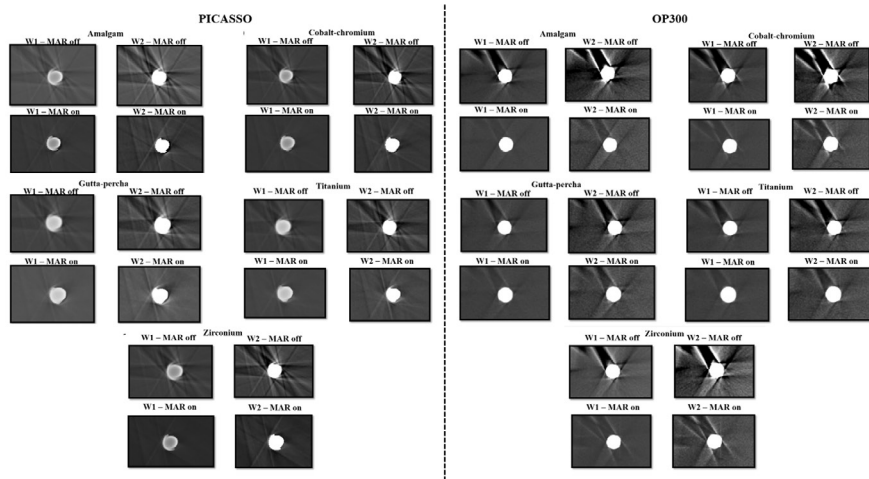 PICASSO
Amalgam
W1 – MAR off
W2 – MAR off
W1 – MAR on
W2 – MAR on
Cobalt-chromium
W1 – MAR off
W2 – MAR off
W1 – MAR on
W2 – MAR on
Gutta-percha
W1 – MAR off
W2 – MAR off
W1 – MAR on
W2 – MAR on
Titanium
W1 – MAR off
W2 – MAR off
W1 – MAR on
W2 – MAR on
Zirconium
W1 – MAR off
W2 – MAR off
W1 – MAR on
W2 – MAR on
OP300
Amalgam
W1 – MAR off
W2 – MAR off
W1 – MAR on
W2 – MAR on
Cobalt-chromium
W1 – MAR off
W2 – MAR off
W1 – MAR on
W2 – MAR on
Gutta-percha
W1 – MAR off
W2 – MAR off
W1 – MAR on
W2 – MAR on
Titanium
W1 – MAR off
W2 – MAR off
W1 – MAR on
W2 – MAR on
Zirconium
W1 – MAR off
W2 – MAR off
W1 – MAR on
W2 – MAR on